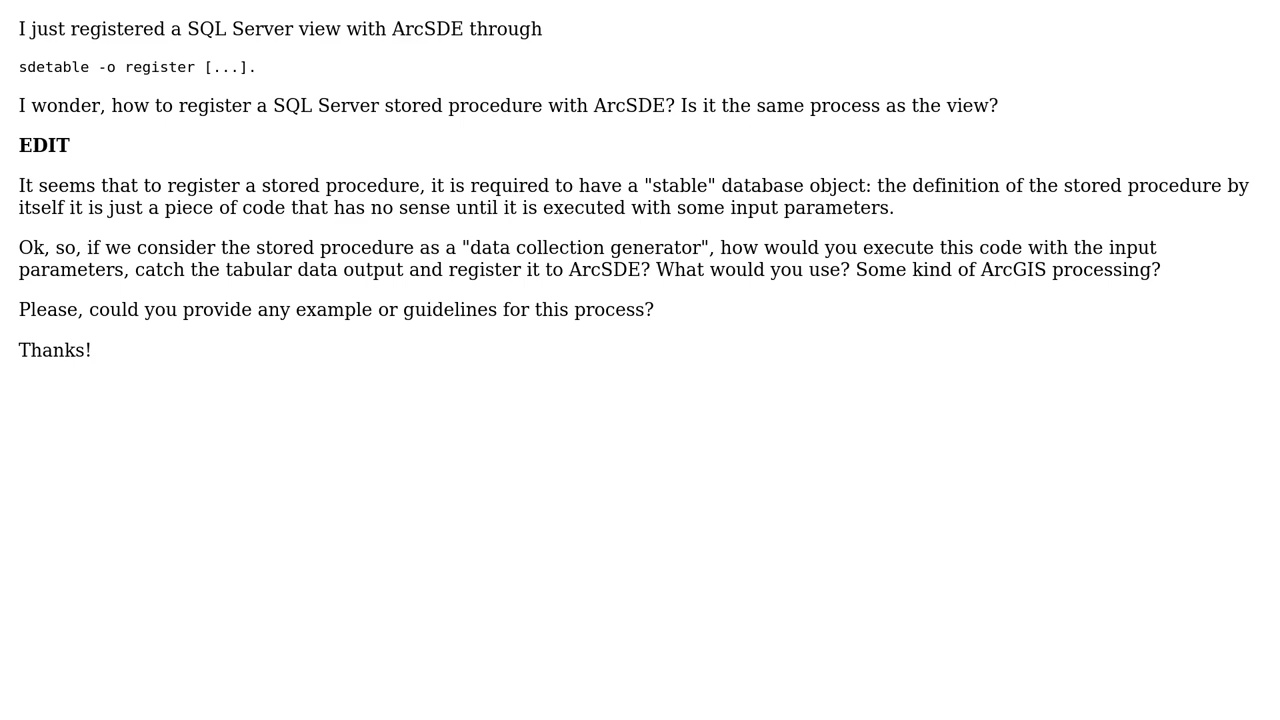 I just registered a SQL Server view with ArcSDE through
sdetable -o register [...].
I wonder, how to register a SQL Server stored procedure with ArcSDE? Is it the same process as the view?
EDIT
It seems that to register a stored procedure, it is required to have a "stable" database object: the definition of the stored procedure by
itself it is just a piece of code that has no sense until it is executed with some input parameters.
Ok, so, if we consider the stored procedure as a "data collection generator", how would you execute this code with the input
parameters, catch the tabular data output and register it to ArcSDE? What would you use? Some kind of ArcGIS processing?
Please, could you provide any example or guidelines for this process?
Thanks!